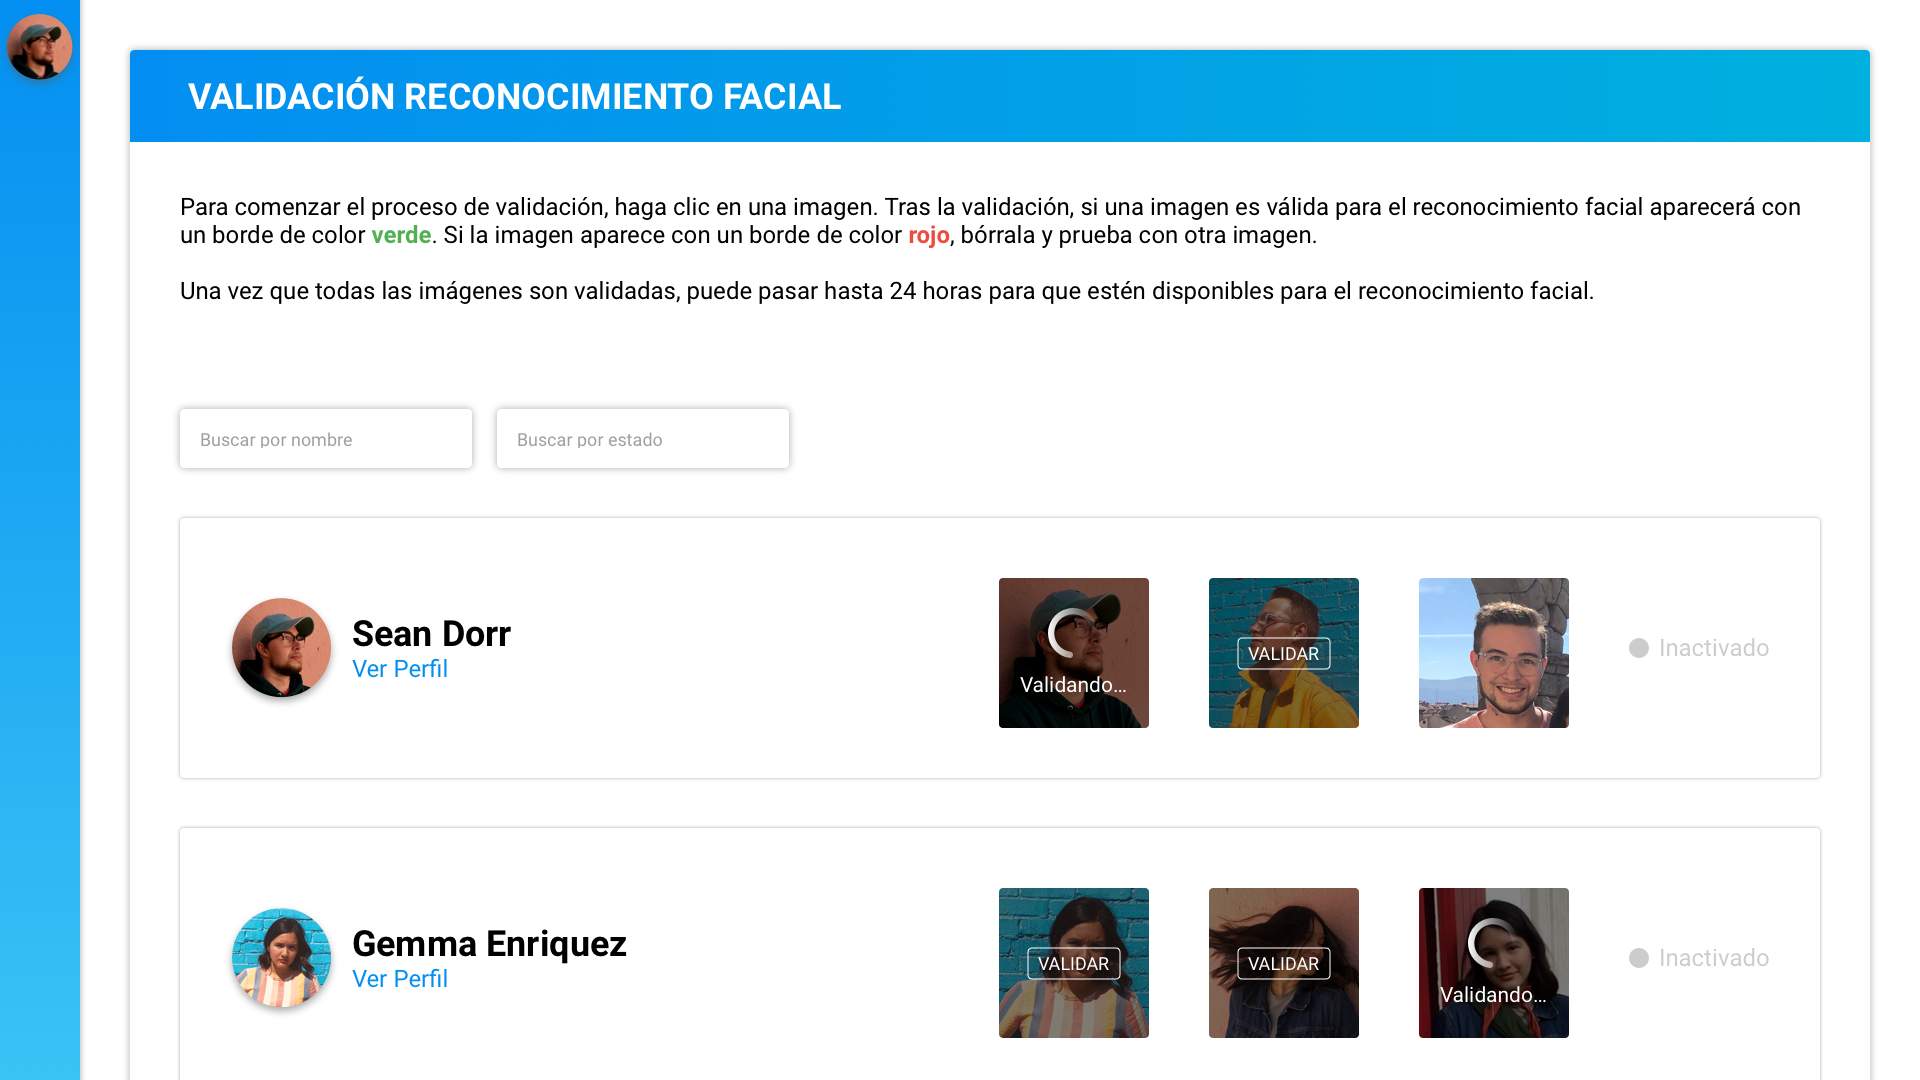 VALIDACIÓN RECONOCIMIENTO FACIAL
Para comenzar el proceso de validación, haga clic en una imagen. Tras la validación, si una imagen es válida para el reconocimiento facial aparecerá con
un borde de color verde. Si la imagen aparece con un borde de color rojo, bórrala y prueba con otra imagen.
Una vez que todas las imágenes son validadas, puede pasar hasta 24 horas para que estén disponibles para el reconocimiento facial.
Buscar por nombre
Buscar por estado
Sean Dorr
Ver Perfil
Validando...
VALIDAR
Inactivado
Gemma Enriquez
Ver Perfil
VALIDAR
VALIDAR
Validando...
Inactivado